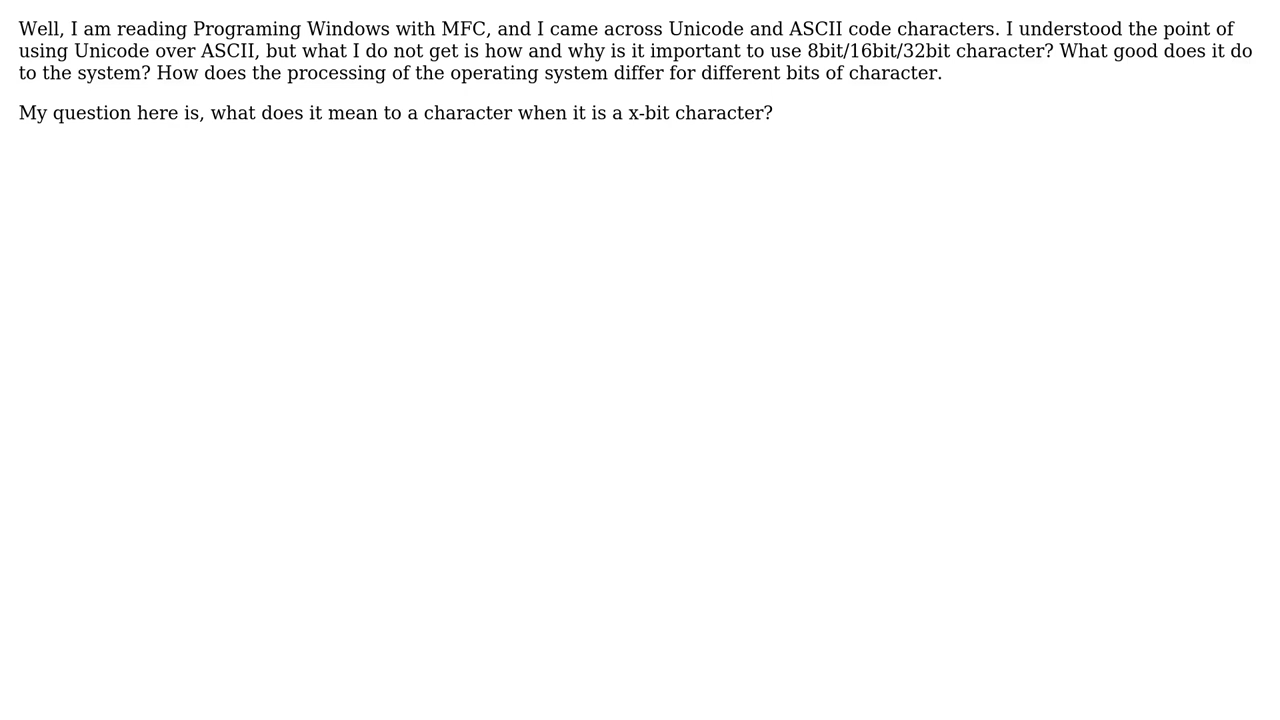 Well, I am reading Programing Windows with MFC, and I came across Unicode and ASCII code characters. I understood the point of
using Unicode over ASCII, but what I do not get is how and why is it important to use 8bit/16bit/32bit character? What good does it do
to the system? How does the processing of the operating system differ for different bits of character.
My question here is, what does it mean to a character when it is a x-bit character?